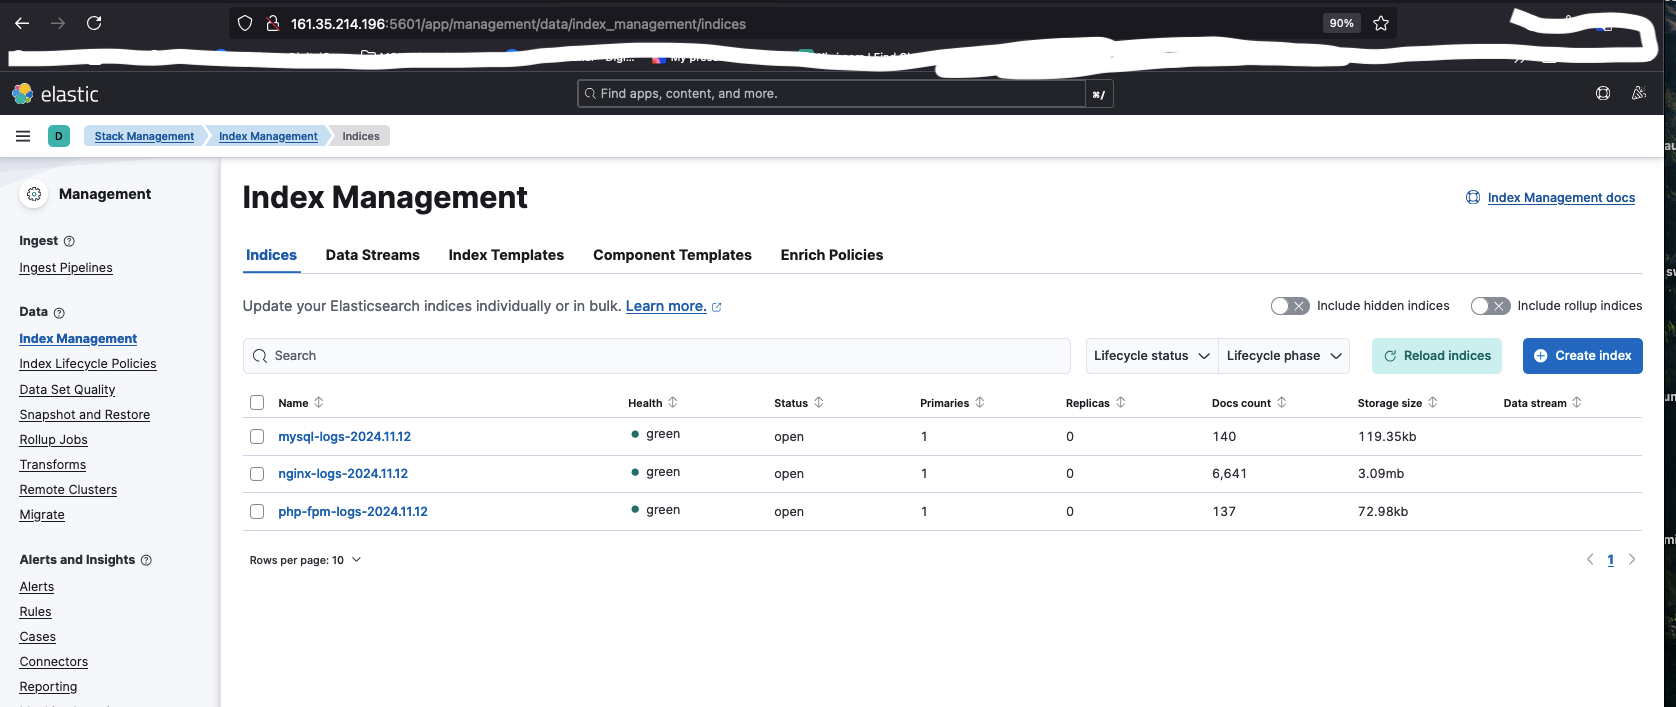 161.35.214.196:5601/app/management/data/index_management/indices
90%
elastic
Find apps, content, and more.
⌘/
D
Stack Management
Index Management
Indices
Management
Ingest
Ingest Pipelines
Data
Index Management
Index Lifecycle Policies
Data Set Quality
Snapshot and Restore
Rollup Jobs
Transforms
Remote Clusters
Migrate
Alerts and Insights
Alerts
Rules
Cases
Connectors
Reporting
Index Management
Index Management docs
Indices Data Streams Index Templates Component Templates Enrich Policies
Update your Elasticsearch indices individually or in bulk. Learn more.
Include hidden indices Include rollup indices
Search Lifecycle status Lifecycle phase Reload indices Create index
Name Health Status Primaries Replicas Docs count Storage size Data stream
mysql-logs-2024.11.12 green open 1 0 140 119.35kb
nginx-logs-2024.11.12 green open 1 0 6,641 3.09mb
php-fpm-logs-2024.11.12 green open 1 0 137 72.98kb
Rows per page: 10
1